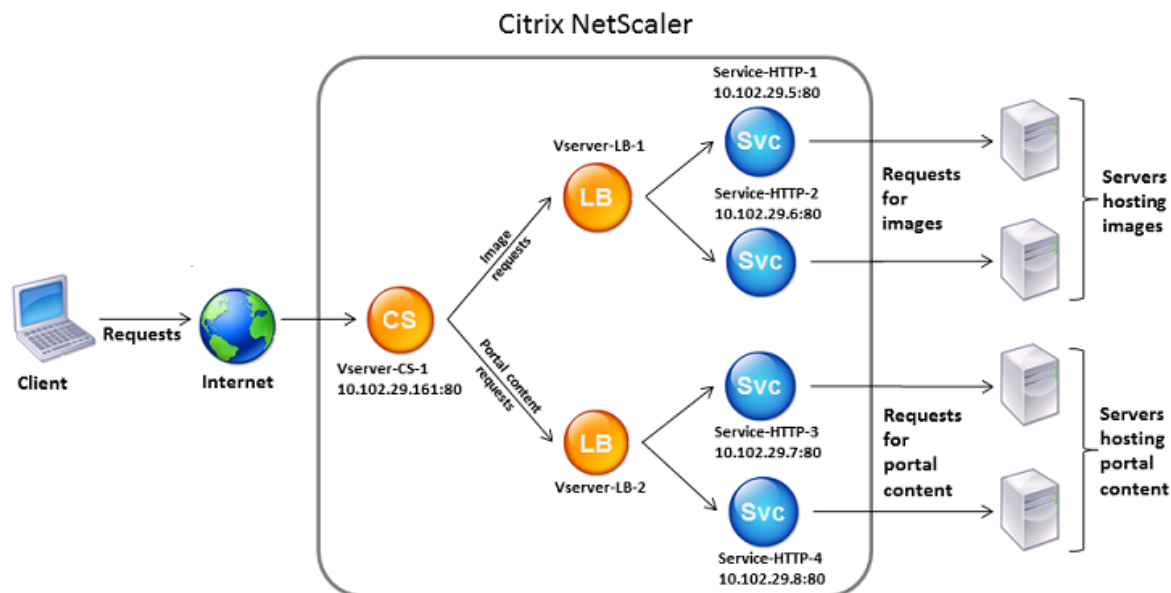 Citrix NetScaler
Service-HTTP-1
10.102.29.5:80
Vserver-LB-1
Svc
LB
Service-HTTP-2
10.102.29.6:80
Svc
Requests
for
images
Servers
hosting
images
Image
requests
Client
Requests
Internet
CS
Vserver-CS-1
10.102.29.161:80
Portal content
requests
LB
Vserver-LB-2
Svc
Service-HTTP-3
10.102.29.7:80
Svc
Service-HTTP-4
10.102.29.8:80
Requests
for
portal
content
Servers
hosting
portal
content